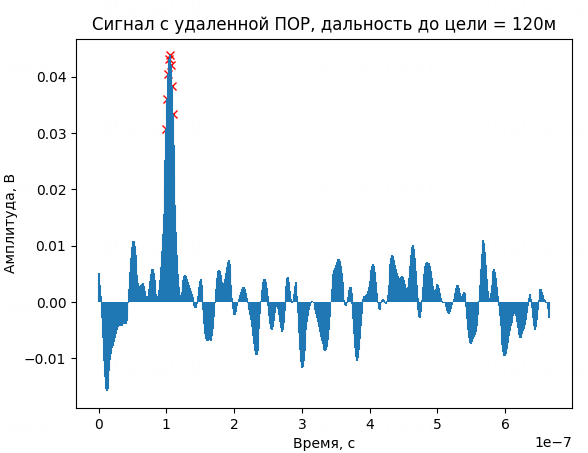 Сигнал с удаленной ПОР, дальность до цели = 120м
Амплитуда, В
0.04
0.03
0.02
0.01
0.00
−0.01
0 1 2 3 4 5 6
1e−7
Время, с